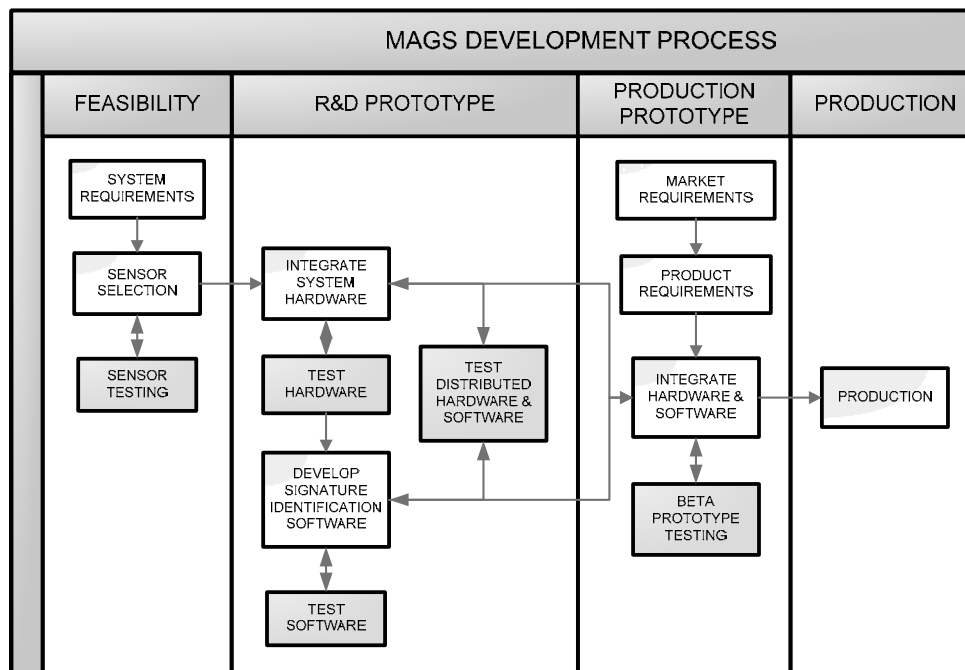 MAGS DEVELOPMENT PROCESS
FEASIBILITY
R&D PROTOTYPE
PRODUCTION
PROTOTYPE
PRODUCTION
SYSTEM
REQUIREMENTS
SENSOR
SELECTION
SENSOR
TESTING
INTEGRATE
SYSTEM
HARDWARE
TEST
HARDWARE
DEVELOP
SIGNATURE
IDENTIFICATION
SOFTWARE
TEST
SOFTWARE
TEST
DISTRIBUTED
HARDWARE &
SOFTWARE
MARKET
REQUIREMENTS
PRODUCT
REQUIREMENTS
INTEGRATE
HARDWARE &
SOFTWARE
BETA
PROTOTYPE
TESTING
PRODUCTION